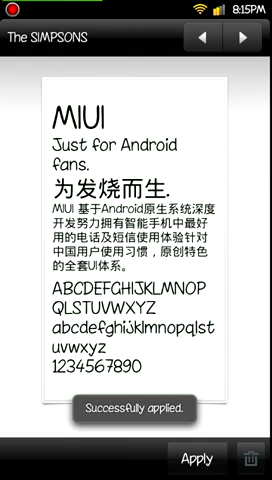 8:15PM
The SIMPSONS
MIUI
Just for Android
fans.
为发烧而生.
MIUI 基于Android原生系统深度
开发努力拥有智能手机中最好
用的电话及短信使用体验针对
中国用户使用习惯，原创特色
的全套UI体系。
ABCDEFGHIJKLMNOP
QLSTUVWXYZ
abcdefghijklmnopqlst
uvwxyz
1234567890
Successfully applied.
Apply